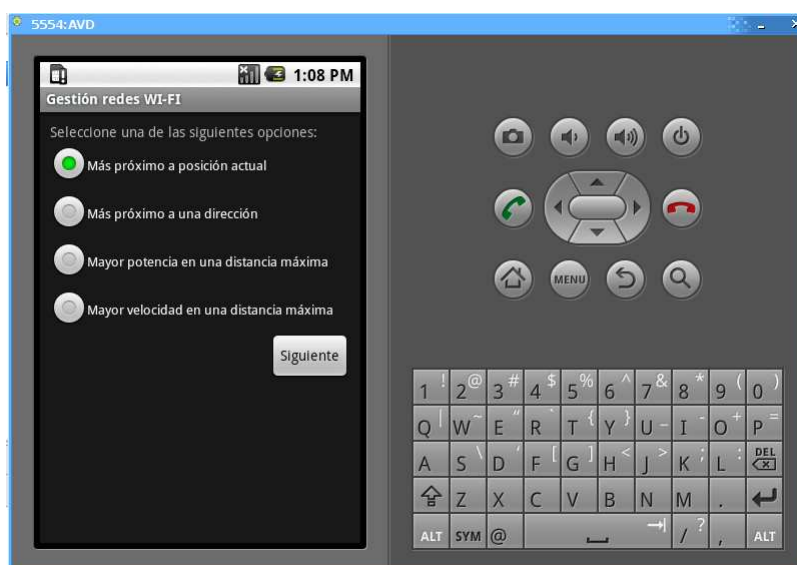 5554:AVD
1:08 PM
Gestión redes WI-FI
Seleccione una de las siguientes opciones:
Más próximo a posición actual
Más próximo a una dirección
Mayor potencia en una distancia máxima
Mayor velocidad en una distancia máxima
Siguiente
MENU
1 ! 2 @ 3 # 4 $ 5 % 6 ^ 7 & 8 * 9 ( 0 )
Q | W ~ E " R ` T { Y } U - I - O + P =
A S \ D ' F [ G ] H < J > K ; L : DEL
Z X C V B N M .
ALT SYM @ / ? , ALT